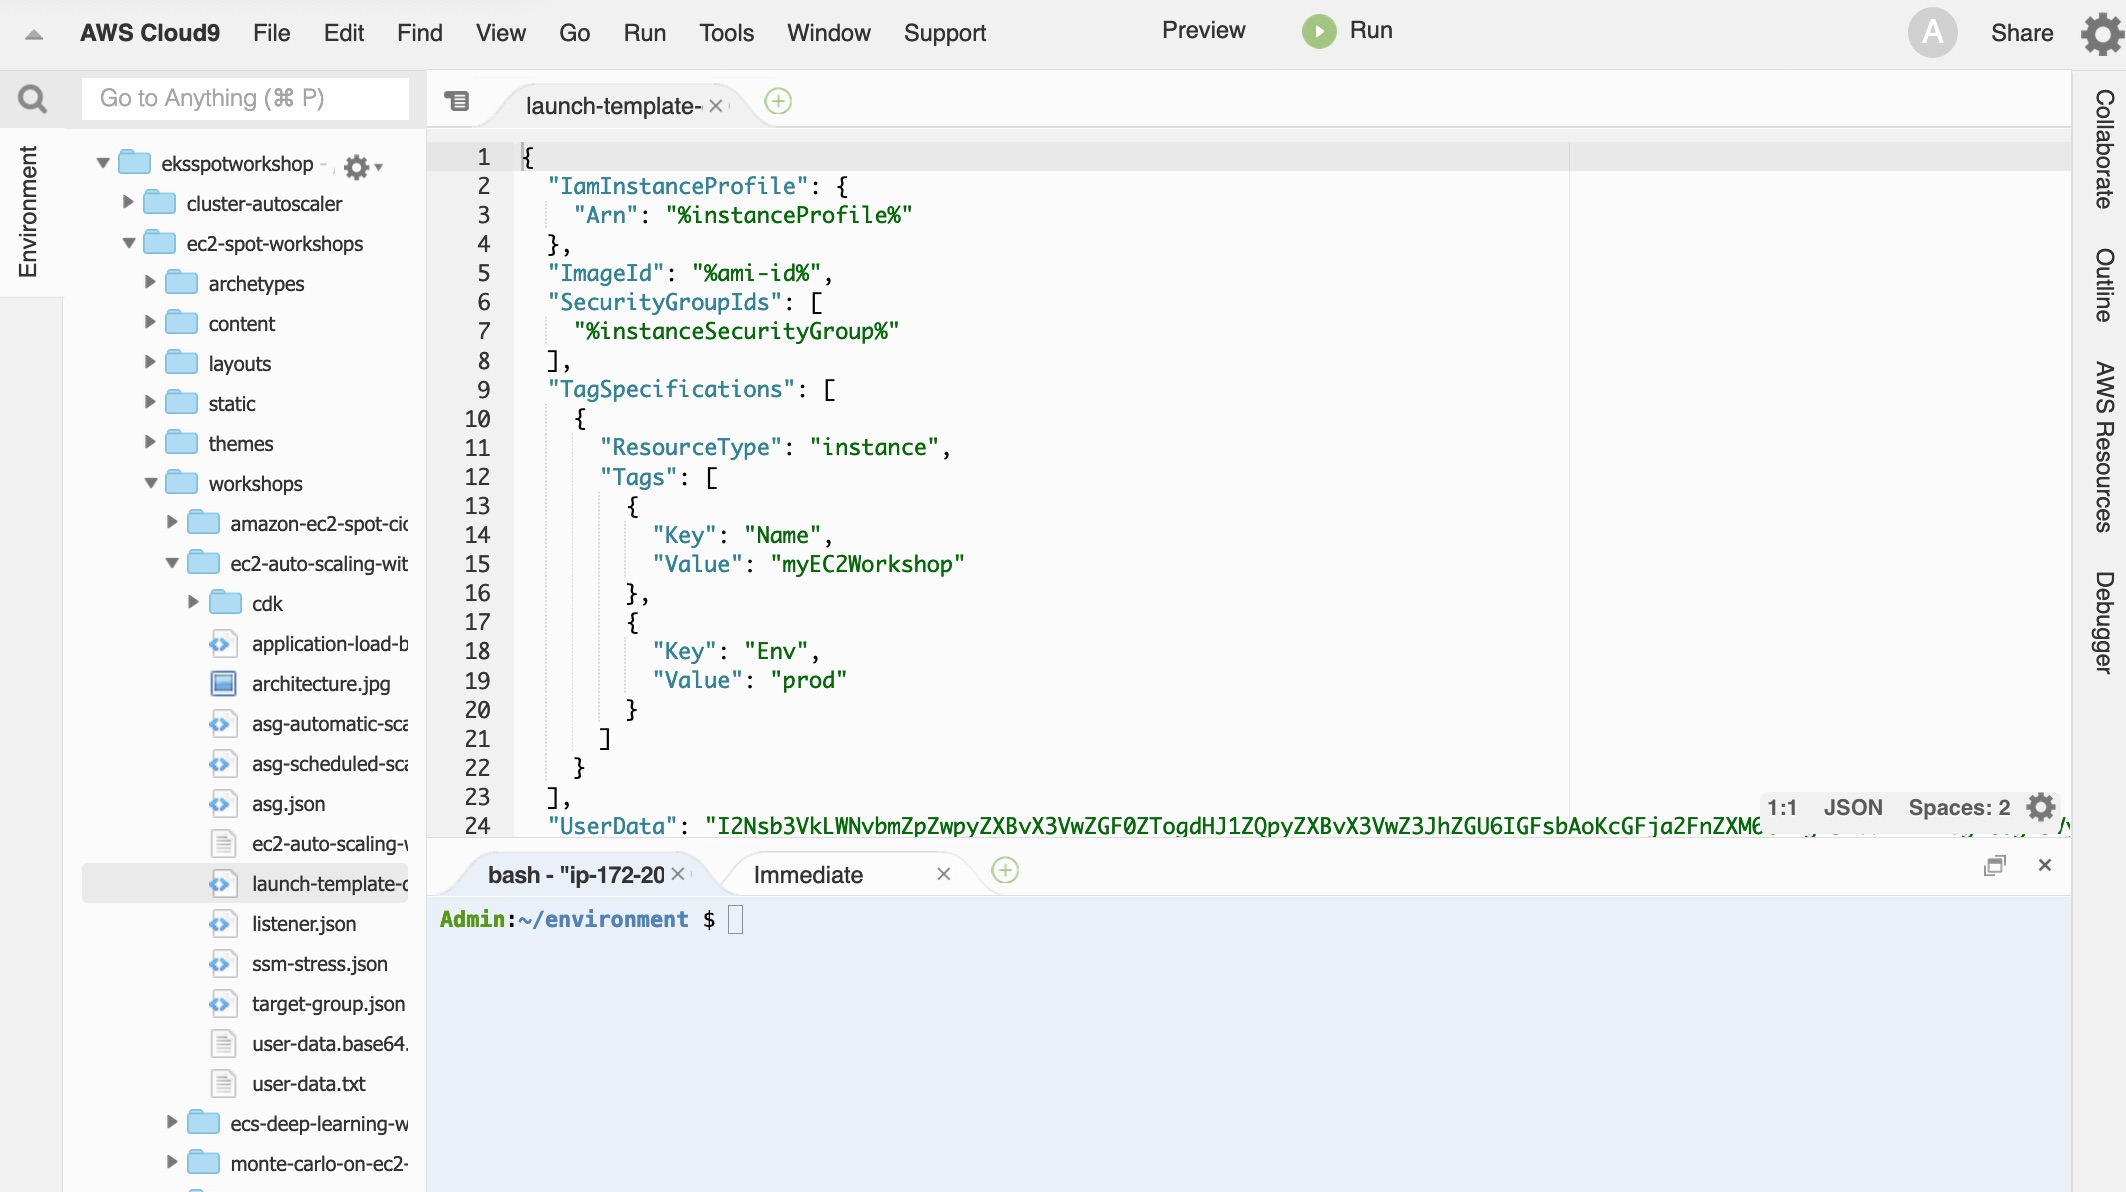 AWS Cloud9 File Edit Find View Go Run Tools Window Support Preview Run A Share
Go to Anything (⌘ P)
Environment
eksspotworkshop -
cluster-autoscaler
ec2-spot-workshops
archetypes
content
layouts
static
themes
workshops
amazon-ec2-spot-cic
ec2-auto-scaling-wit
cdk
application-load-b
architecture.jpg
asg-automatic-sca
asg-scheduled-sca
asg.json
ec2-auto-scaling-
launch-template-c
listener.json
ssm-stress.json
target-group.json
user-data.base64.
user-data.txt
ecs-deep-learning-w
monte-carlo-on-ec2-
launch-template-
1 {
2 "IamInstanceProfile": {
3 "Arn": "%instanceProfile%"
4 },
5 "ImageId": "%ami-id%",
6 "SecurityGroupIds": [
7 "%instanceSecurityGroup%"
8 ],
9 "TagSpecifications": [
10 {
11 "ResourceType": "instance",
12 "Tags": [
13 {
14 "Key": "Name",
15 "Value": "myEC2Workshop"
16 },
17 {
18 "Key": "Env",
19 "Value": "prod"
20 }
21 ]
22 }
23 ],
24 "UserData": "I2Nsb3VkLWNvbmZpZwpyZXBvX3VwZGF0ZTogdHJ1ZQpyZXBvX3VwZ3JhZGU6IGFsbAoKcGFja2FnZXM6
1:1 JSON Spaces: 2
bash - "ip-172-20
Immediate
Admin:~/environment $
Collaborate
Outline
AWS Resources
Debugger